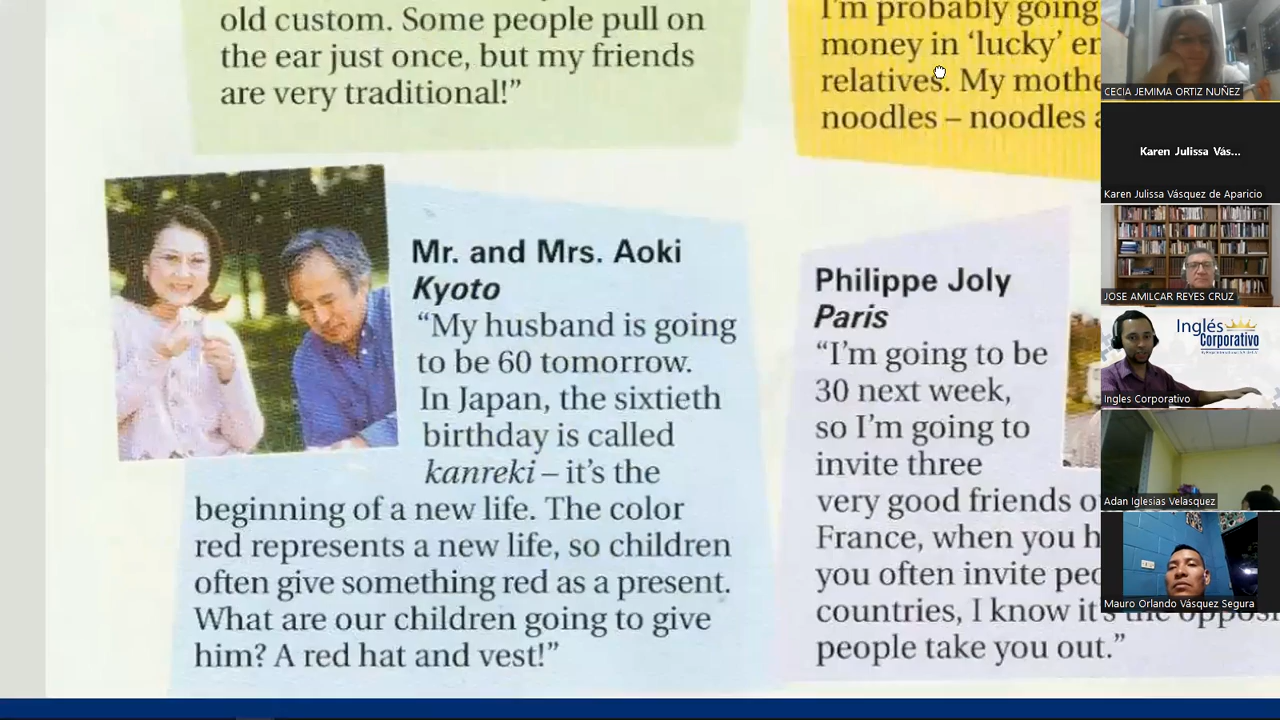 old custom. Some people pull on
the ear just once, but my friends
are very traditional!”
I'm probably going
money in ‘lucky’
relatives. My
noodles – noodles
Mr. and Mrs. Aoki
Kyoto
“My husband is going
to be 60 tomorrow.
In Japan, the sixtieth
birthday is called
kanreki – it's the
beginning of a new life. The color
red represents a new life, so children
often give something red as a present.
What are our children going to give
him? A red hat and vest!”
Philippe Joly
Paris
“I'm going to be
30 next week,
so I'm going to
invite three
very good friends
France, when you
you often invite
countries, I know it's the
people take you out.”
CECIA JEMIMA ORTIZ NUÑEZ
Karen Julissa Vás...
Karen Julissa Vásquez de Aparicio
JOSE AMILCAR REYES CRUZ
Inglés
Corporativo
Ingles Corporativo
Adan Iglesias Velasquez
Mauro Orlando Vásquez Segura